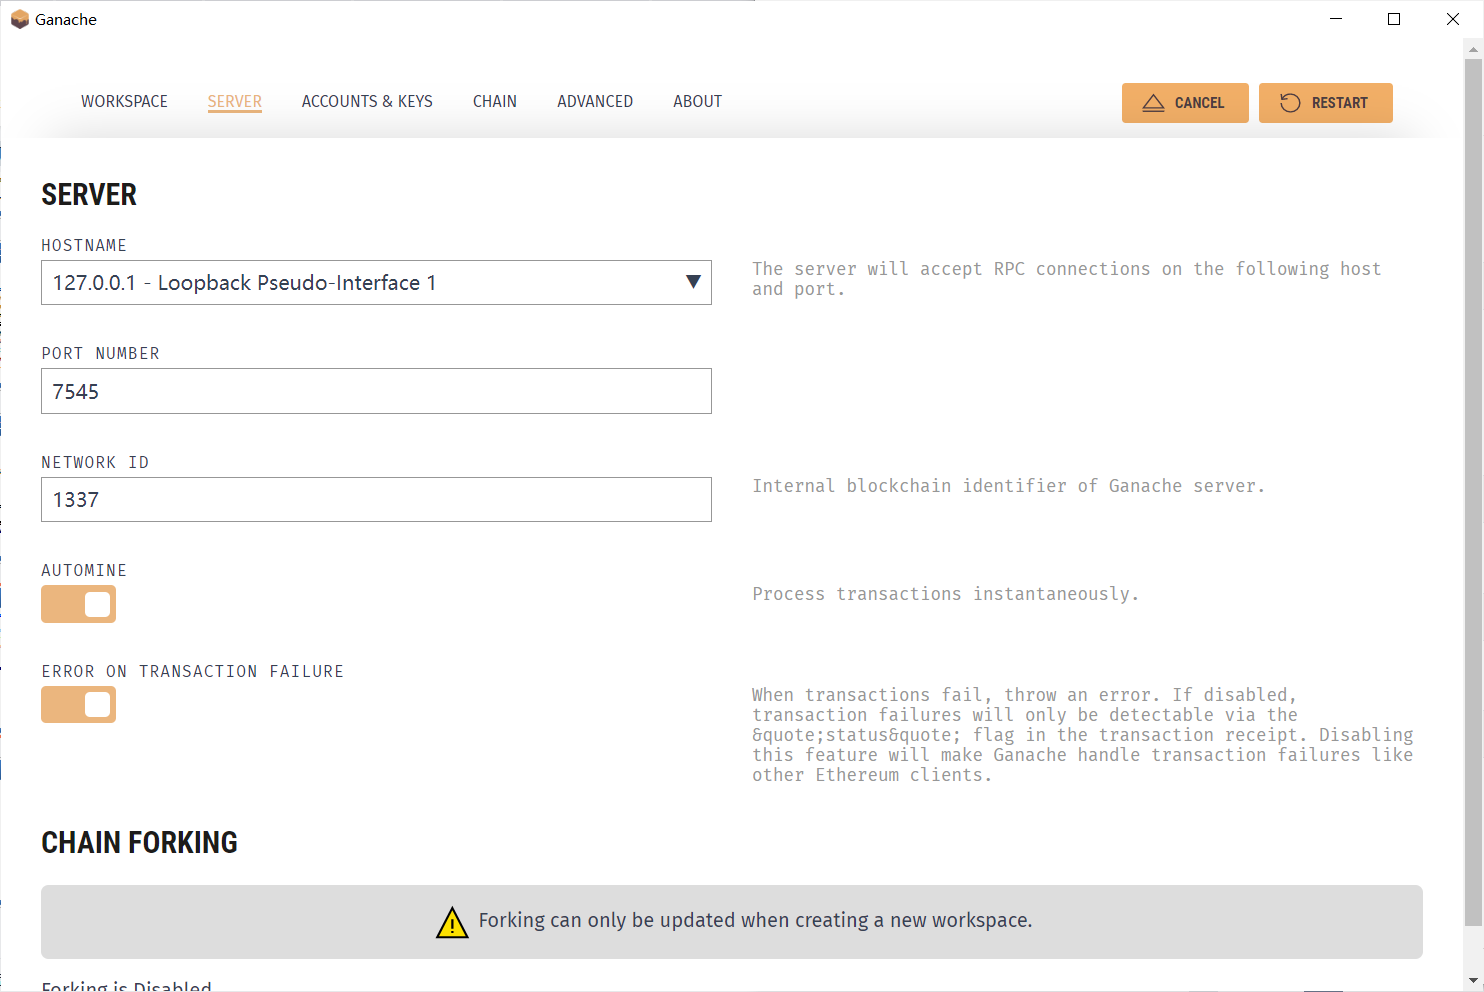 Ganache
WORKSPACE SERVER ACCOUNTS & KEYS CHAIN ADVANCED ABOUT CANCEL RESTART
SERVER
HOSTNAME
127.0.0.1 - Loopback Pseudo-Interface 1
The server will accept RPC connections on the following host
and port.
PORT NUMBER
7545
NETWORK ID
1337
Internal blockchain identifier of Ganache server.
AUTOMINE
Process transactions instantaneously.
ERROR ON TRANSACTION FAILURE
When transactions fail, throw an error. If disabled,
transaction failures will only be detectable via the
&quote;status&quote; flag in the transaction receipt. Disabling
this feature will make Ganache handle transaction failures like
other Ethereum clients.
CHAIN FORKING
Forking can only be updated when creating a new workspace.
Forking is Disabled